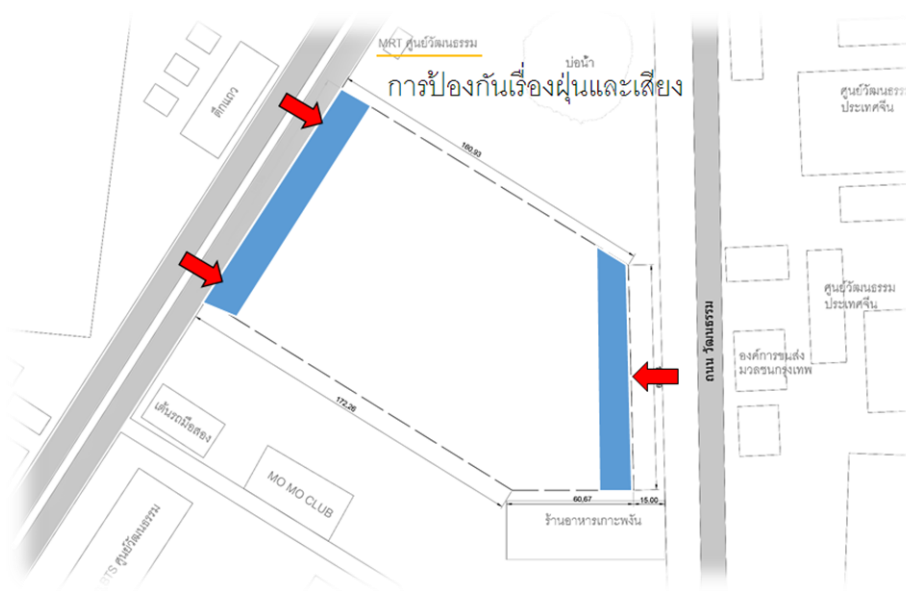 MRT ศูนย์วัฒนธรรม
บ่อน้ำ
การป้องกันเรื่องฝุ่นและเสียง
ศูนย์วัฒนธรร
ประเทศจีน
ตึกแถว
160.93
ศูนย์วัฒนธรรม
ประเทศจีน
ถนน วัฒนธรรม
องค์การขนส่ง
มวลชนกรุงเทพ
172.26
เต้นรถมือสอง
MO MO CLUB
60.67
15.00
ร้านอาหารเกาะพงัน
BTS ศูนย์วัฒนธรรม